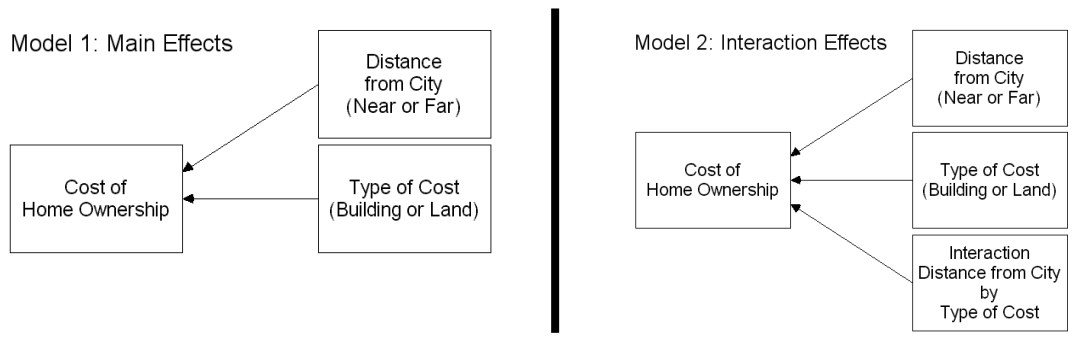 Model 1: Main Effects
Distance
from City
(Near or Far)
Cost of
Home Ownership
Type of Cost
(Building or Land)
Model 2: Interaction Effects
Distance
from City
(Near or Far)
Cost of
Home Ownership
Type of Cost
(Building or Land)
Interaction
Distance from City
by
Type of Cost